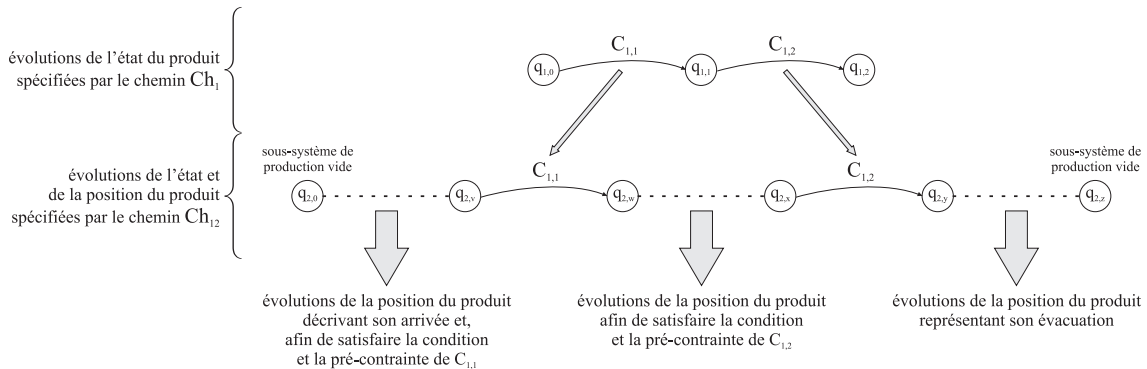 évolutions de l'état du produit
spécifiées par le chemin Ch1
C1,1
C1,2
q1,0
q1,1
q1,2
évolutions de l'état et
de la position du produit
spécifiées par le chemin Ch12
sous-système de
production vide
C1,1
C1,2
sous-système de
production vide
q2,0
q2,v
q2,w
q2,x
q2,y
q2,z
évolutions de la position du produit
décrivant son arrivée et,
afin de satisfaire la condition
et la pré-contrainte de C1,1
évolutions de la position du produit
afin de satisfaire la condition
et la pré-contrainte de C1,2
évolutions de la position du produit
représentant son évacuation